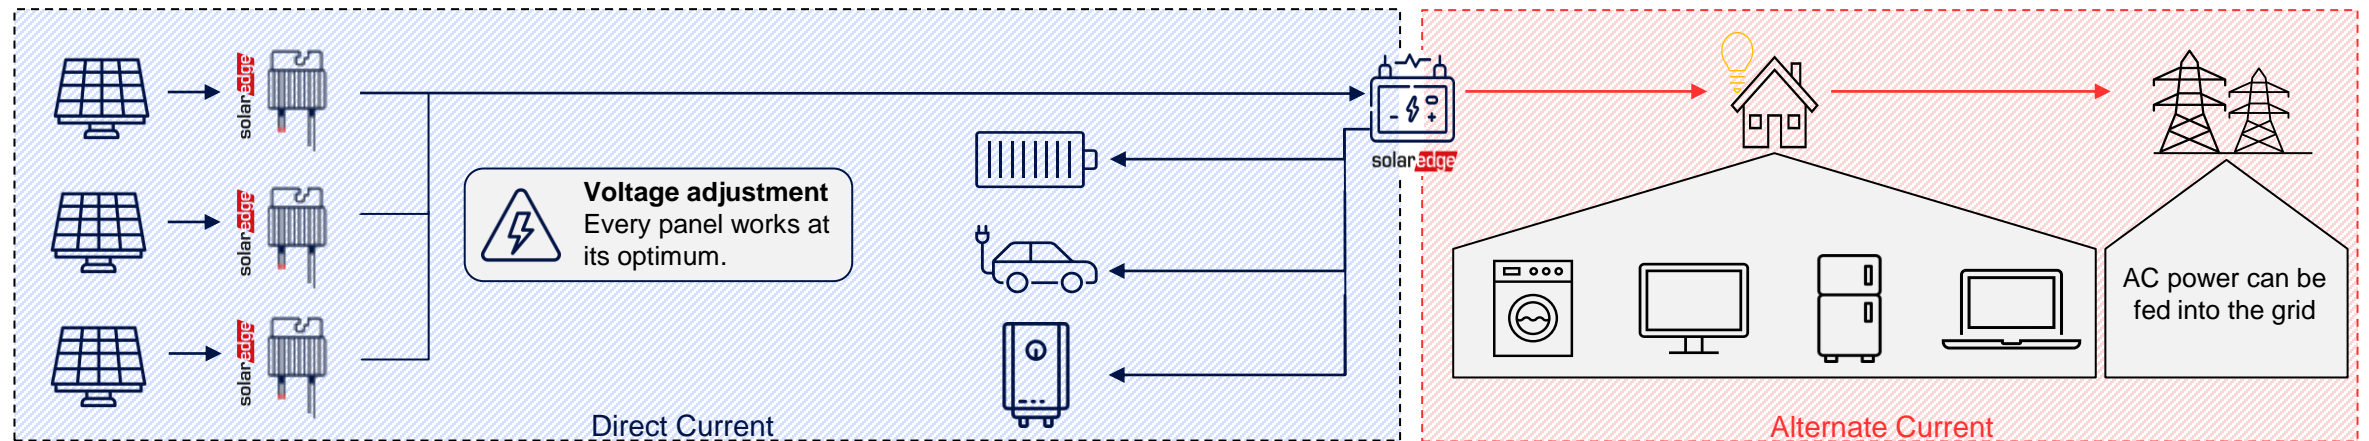 solaredge
solaredge
solaredge
Voltage adjustment
Every panel works at
its optimum.
Direct Current
solaredge
AC power can be
fed into the grid
Alternate Current